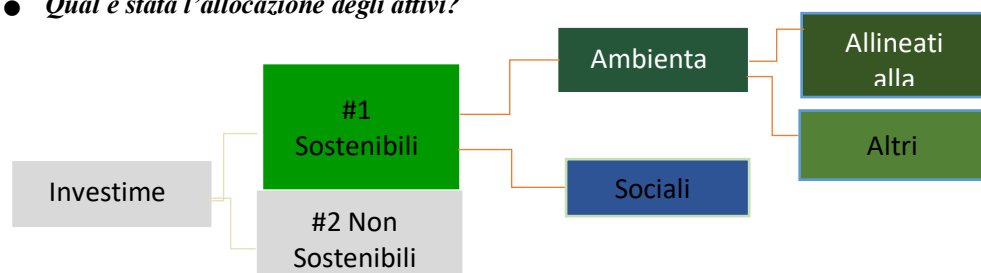 ● Qual è stata l'allocazione degli attivi?
Investime
#1
Sostenibili
#2 Non
Sostenibili
Ambienta
Sociali
Allineati
alla
Altri